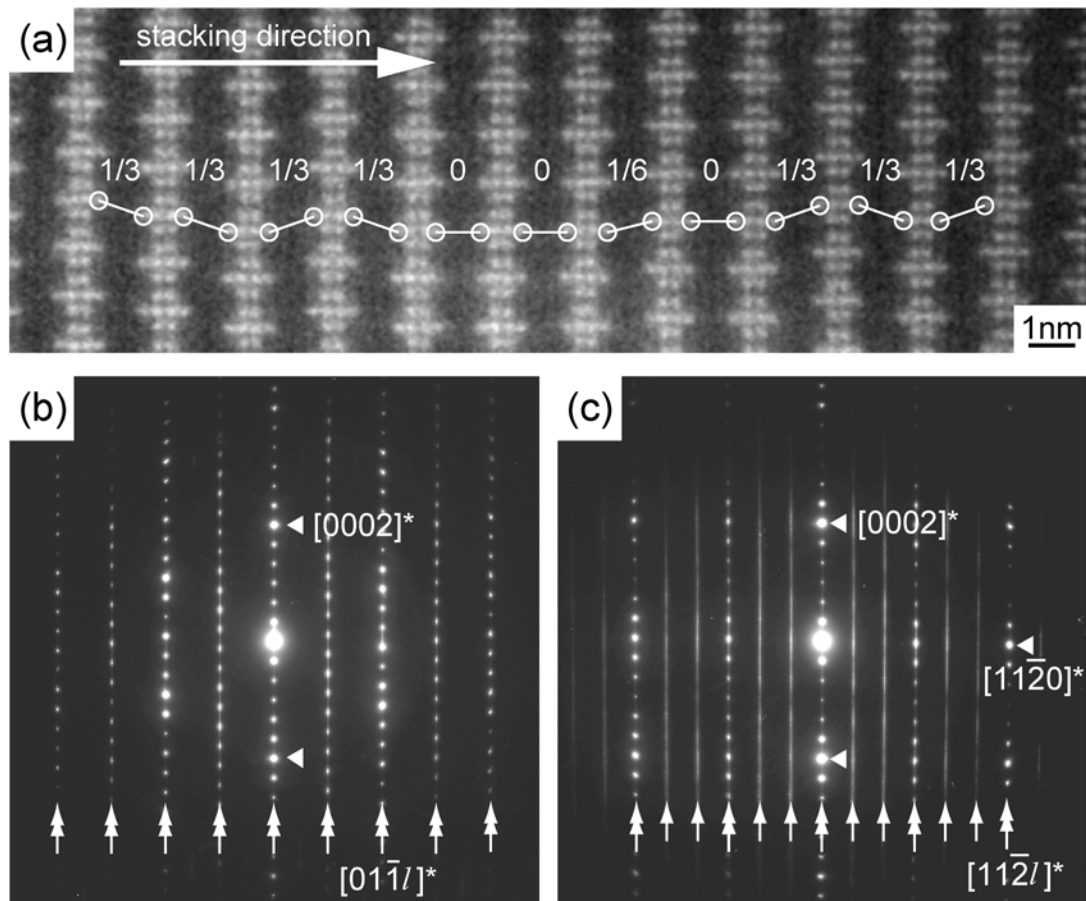 (a)
stacking direction
1/3 1/3 1/3 1/3 0 0 1/6 0 1/3 1/3 1/3
1nm
(b)
[0002]*
[011̅l]*
(c)
[0002]*
[112̅0]*
[112̅l]*